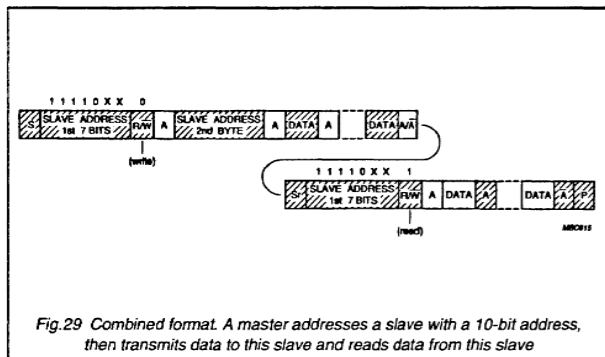 1 1 1 1 0 X X 0
S SLAVE ADDRESS 1st 7 BITS R/W̅ A SLAVE ADDRESS 2nd BYTE A DATA A DATA A/A̅
(write)
1 1 1 1 0 X X 1
Sr SLAVE ADDRESS 1st 7 BITS R/W̅ A DATA A DATA A̅ P
(read)
MBC615
Fig.29 Combined format. A master addresses a slave with a 10-bit address,
then transmits data to this slave and reads data from this slave